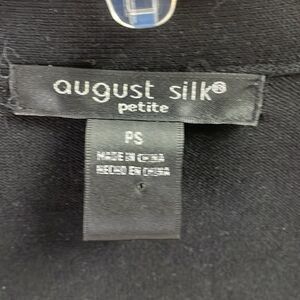 august silk®
petite
PS
MADE IN CHINA
HECHO EN CHINA